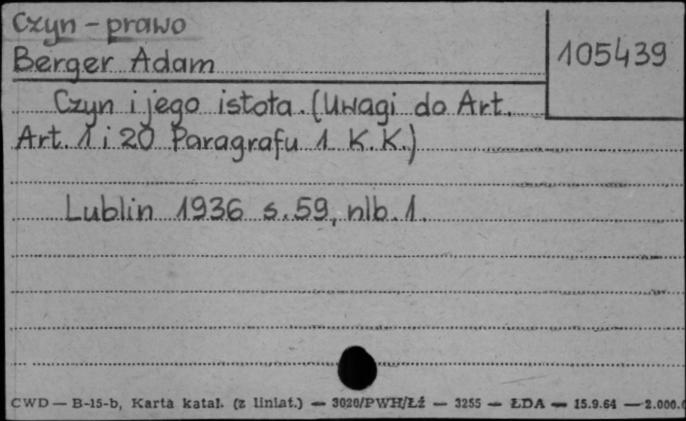 Czyn - prawo
105439
Berger Adam
Czyn i jego istota. (Uwagi do Art.
Art. 1 i 20 Paragrafu 1 K.K.)
Lublin 1936 s. 59, nlb. 1.
CWD — B-15-b, Karta katal. (z liniat.) — 3020/PWH/Łź — 3255 — ŁDA — 15.9.64 — 2.000.